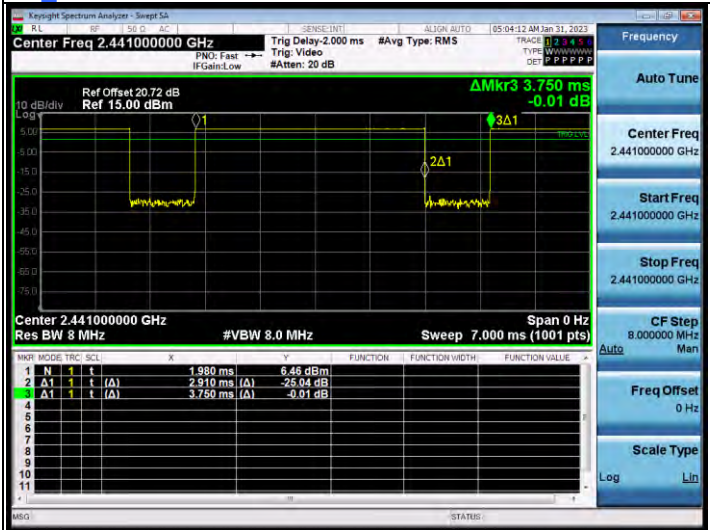 Keysight Spectrum Analyzer - Swept SA
RL RF 50 Ω AC SENSE:INT ALIGN AUTO 05:04:12 AM Jan 31, 2023
Center Freq 2.441000000 GHz
PNO: Fast
IFGain:Low
Trig Delay-2.000 ms
Trig: Video
#Atten: 20 dB
#Avg Type: RMS
TRACE 1 2 3 4 5 6
TYPE WWWWWWW
DET P P P P P P
Ref Offset 20.72 dB
10 dB/div Ref 15.00 dBm
Log
ΔMkr3 3.750 ms
-0.01 dB
1
3Δ1
TRIG LVL
2Δ1
5.00
-5.00
-15.0
-25.0
-35.0
-45.0
-55.0
-65.0
-75.0
Center 2.441000000 GHz Span 0 Hz
Res BW 8 MHz #VBW 8.0 MHz Sweep 7.000 ms (1001 pts)
MKR MODE TRC SCL X Y FUNCTION FUNCTION WIDTH FUNCTION VALUE
1 N 1 t 1.980 ms 6.46 dBm
2 Δ1 1 t (Δ) 2.910 ms (Δ) -25.04 dB
3 Δ1 1 t (Δ) 3.750 ms (Δ) -0.01 dB
4
5
6
7
8
9
10
11
MSG STATUS
Frequency
Auto Tune
Center Freq
2.441000000 GHz
Start Freq
2.441000000 GHz
Stop Freq
2.441000000 GHz
CF Step
8.000000 MHz
Auto Man
Freq Offset
0 Hz
Scale Type
Log Lin